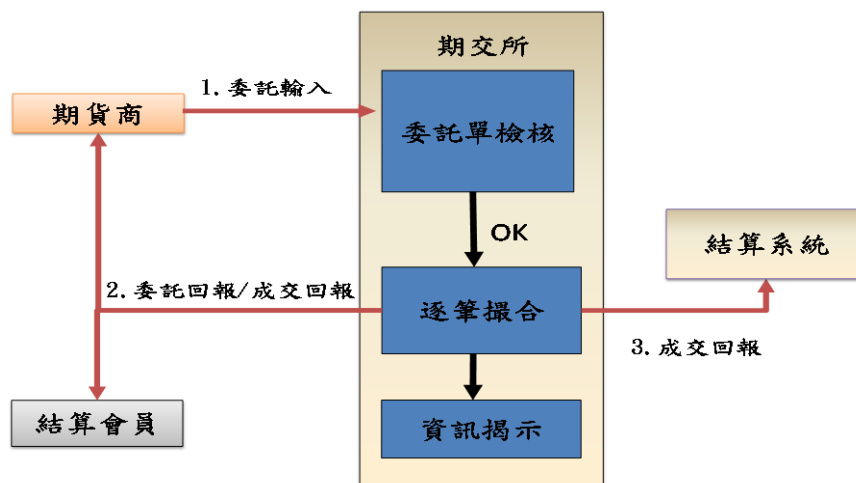 期交所
1. 委託輸入
期貨商
委託單檢核
OK
結算系統
2. 委託回報/成交回報
逐筆撮合
3. 成交回報
結算會員
資訊揭示